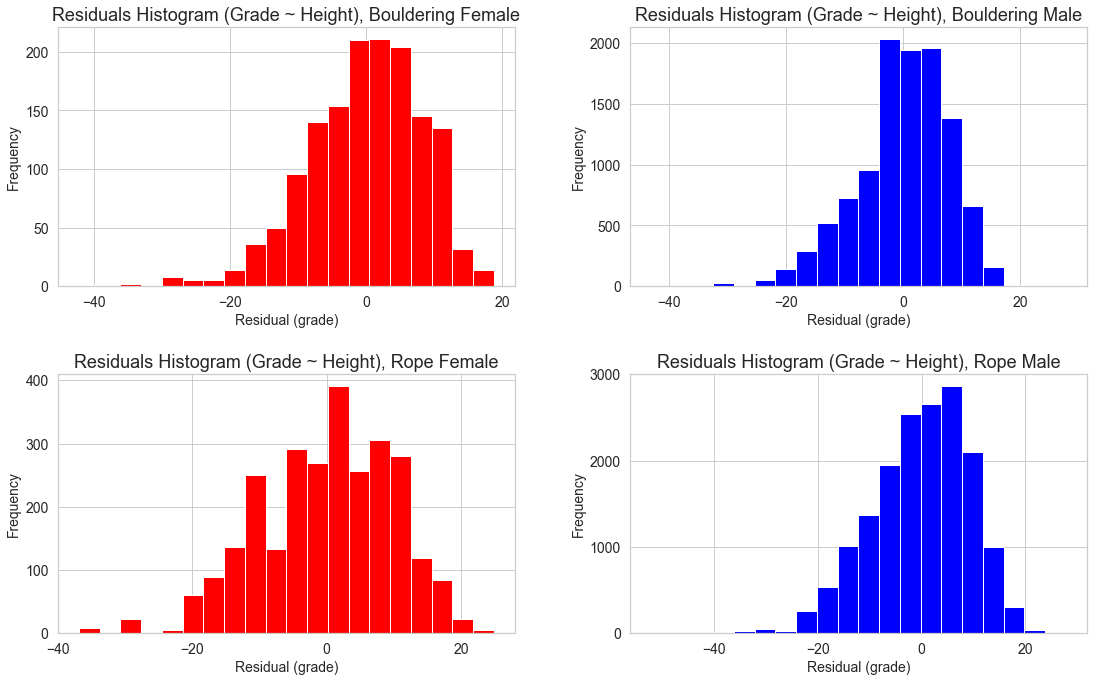 Residuals Histogram (Grade ~ Height), Bouldering Female
200
150
100
50
0
Frequency
−40
−20
0
20
Residual (grade)
Residuals Histogram (Grade ~ Height), Bouldering Male
2000
1500
1000
500
0
Frequency
−40
−20
0
20
Residual (grade)
Residuals Histogram (Grade ~ Height), Rope Female
400
300
200
100
0
Frequency
−40
−20
0
20
Residual (grade)
Residuals Histogram (Grade ~ Height), Rope Male
3000
2000
1000
0
Frequency
−40
−20
0
20
Residual (grade)